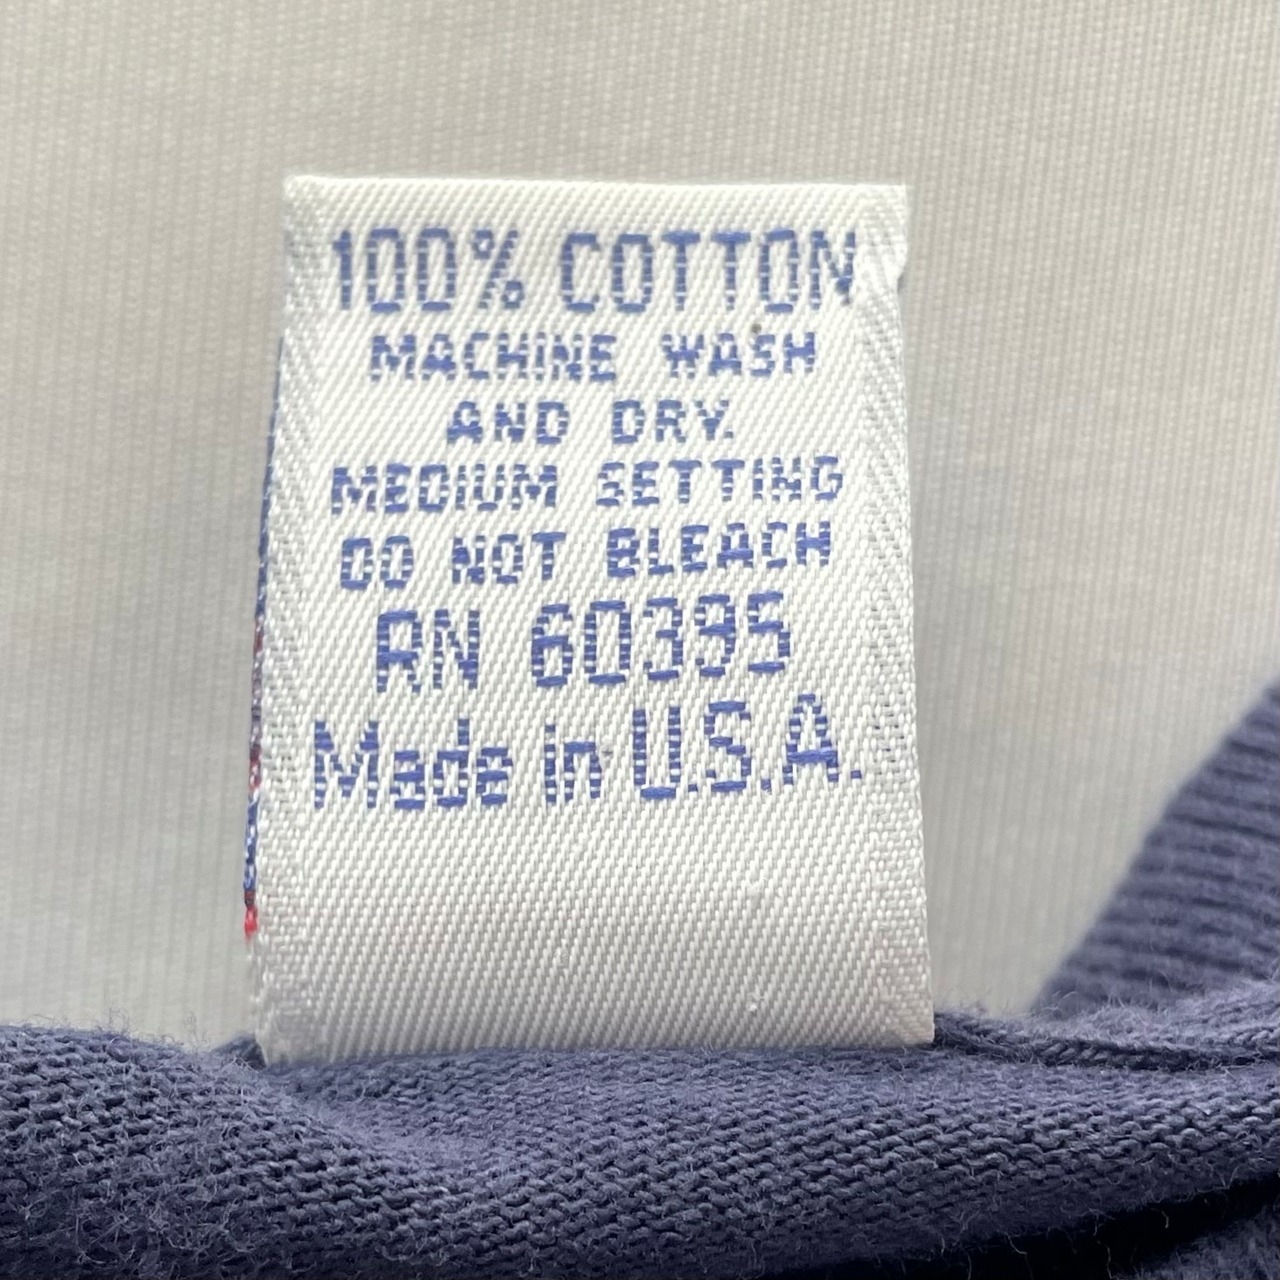 100% COTTON
MACHINE WASH
AND DRY.
MEDIUM SETTING
DO NOT BLEACH
RN 60395
Made in U.S.A.